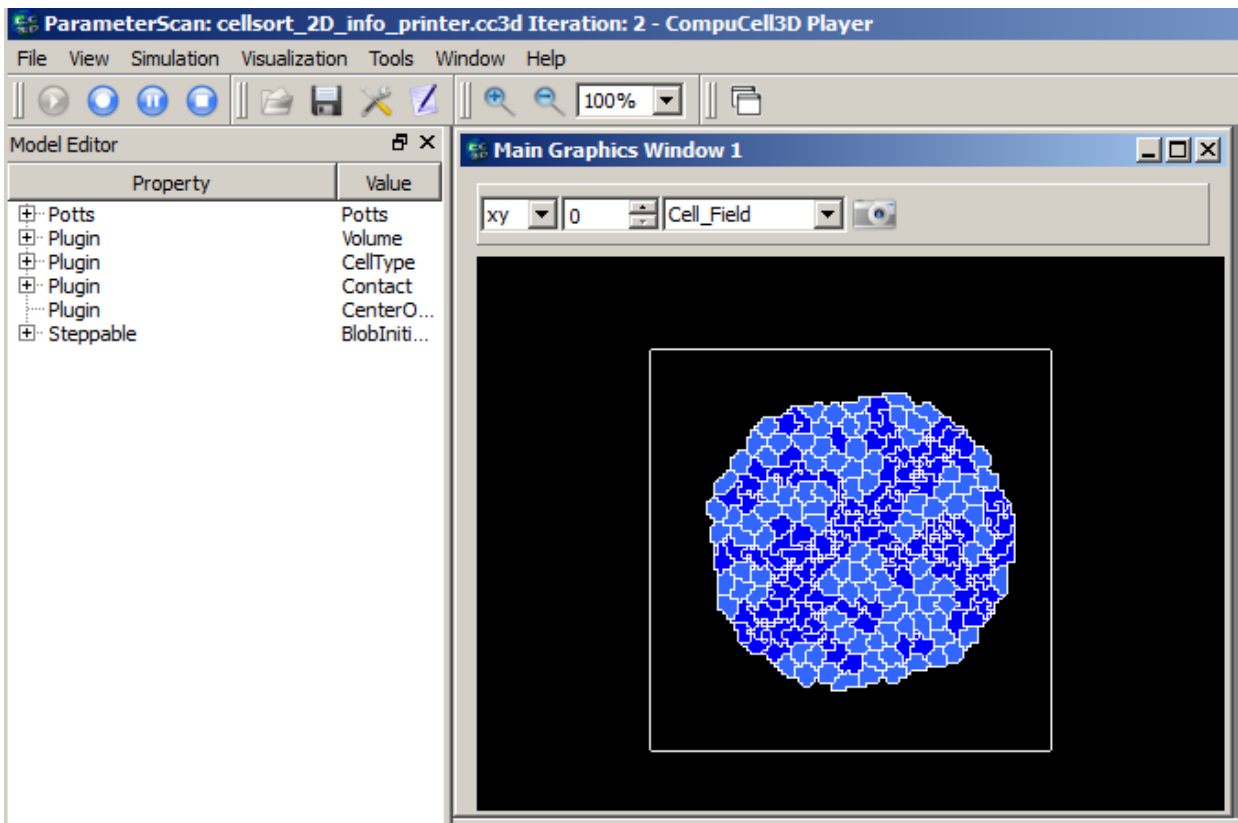 ParameterScan: cellsort_2D_info_printer.cc3d Iteration: 2 - CompuCell3D Player
File View Simulation Visualization Tools Window Help
100%
Model Editor
Property Value
Potts Potts
Plugin Volume
Plugin CellType
Plugin Contact
Plugin CenterO...
Steppable BlobIniti...
Main Graphics Window 1
xy 0 Cell_Field